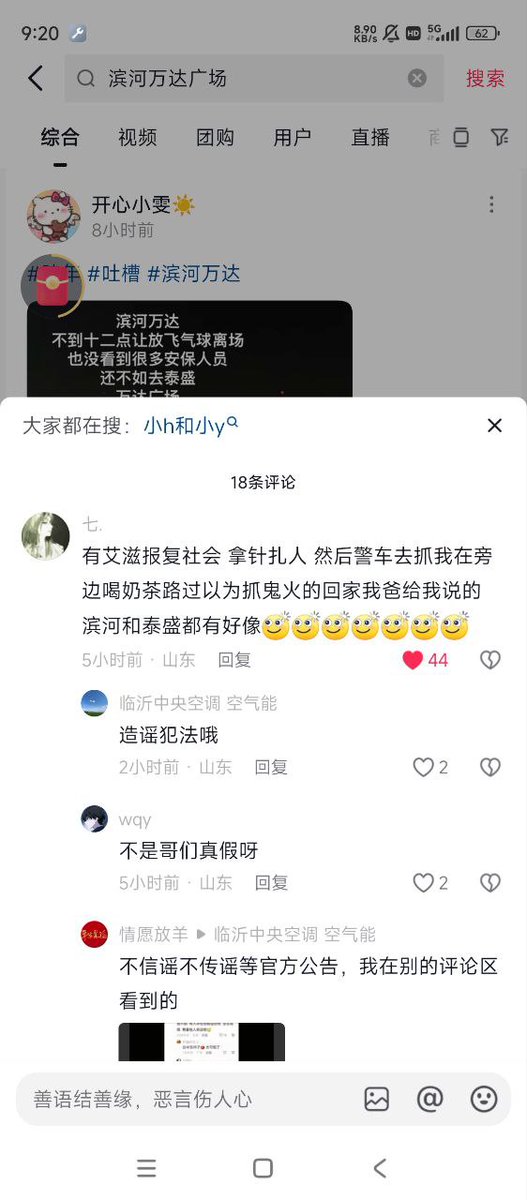 9:20
8.90
KB/s
HD
5G
62
滨河万达广场
搜索
综合 视频 团购 用户 直播
开心小雯
8小时前
#吐槽 #滨河万达
滨河万达
不到十二点让放飞气球离场
也没看到很多安保人员
还不如去泰盛
万达广场
大家都在搜：小h和小y
18条评论
七.
有艾滋报复社会 拿针扎人 然后警车去抓我在旁
边喝奶茶路过以为抓鬼火的回家我爸给我说的
滨河和泰盛都有好像
5小时前 · 山东 回复
44
临沂中央空调 空气能
造谣犯法哦
2小时前 · 山东 回复
2
wqy
不是哥们真假呀
5小时前 · 山东 回复
2
情愿放羊 ▶ 临沂中央空调 空气能
不信谣不传谣等官方公告，我在别的评论区
看到的
善语结善缘，恶言伤人心